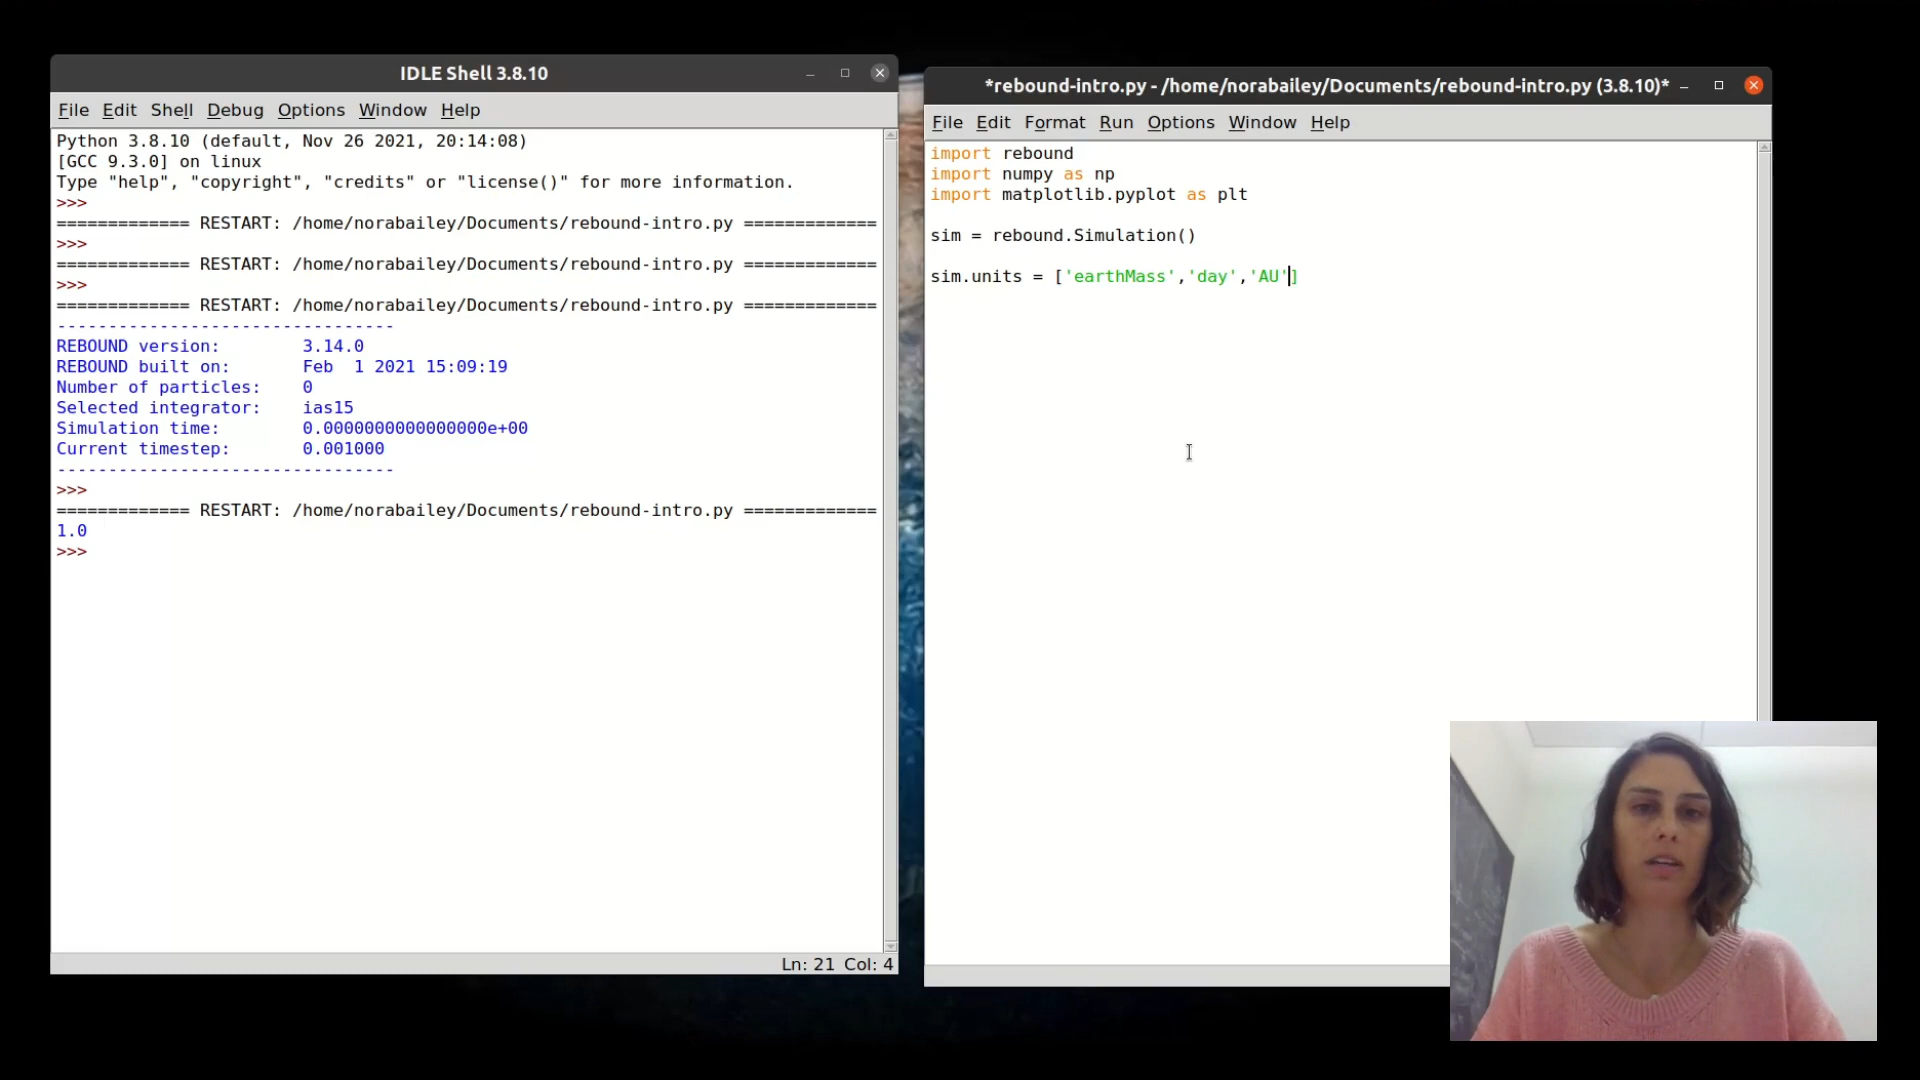 IDLE Shell 3.8.10
File Edit Shell Debug Options Window Help
Python 3.8.10 (default, Nov 26 2021, 20:14:08)
[GCC 9.3.0] on linux
Type "help", "copyright", "credits" or "license()" for more information.
>>>
============= RESTART: /home/norabailey/Documents/rebound-intro.py =============
>>>
============= RESTART: /home/norabailey/Documents/rebound-intro.py =============
>>>
============= RESTART: /home/norabailey/Documents/rebound-intro.py =============
---------------------------------
REBOUND version: 3.14.0
REBOUND built on: Feb 1 2021 15:09:19
Number of particles: 0
Selected integrator: ias15
Simulation time: 0.0000000000000000e+00
Current timestep: 0.001000
---------------------------------
>>>
============= RESTART: /home/norabailey/Documents/rebound-intro.py =============
1.0
>>>
Ln: 21 Col: 4
*rebound-intro.py - /home/norabailey/Documents/rebound-intro.py (3.8.10)*
File Edit Format Run Options Window Help
import rebound
import numpy as np
import matplotlib.pyplot as plt
sim = rebound.Simulation()
sim.units = ['earthMass','day','AU']